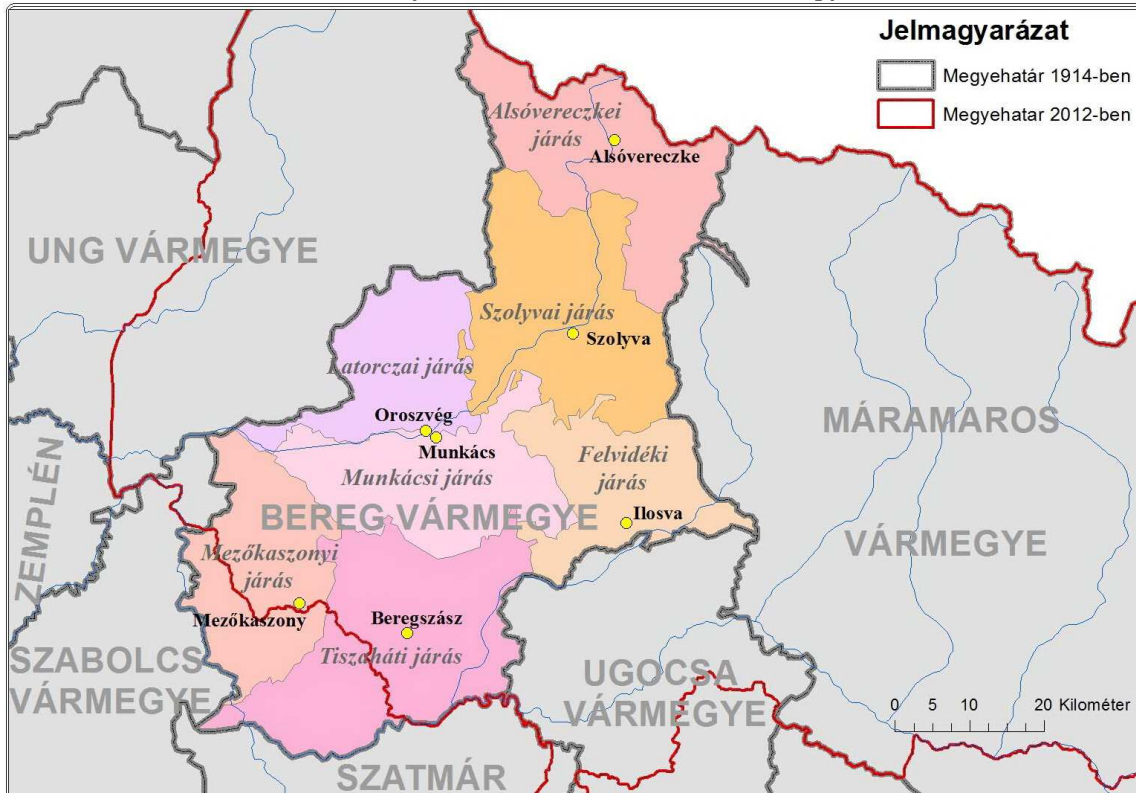 Jelmagyarázat
Megyehatár 1914-ben
Megyehatar 2012-ben
Alsóvereczkei
járás
Alsóvereczke
UNG VÁRMEGYE
Szolyvai járás
Szolyva
Latorczai járás
Oroszvég
Munkács
Munkácsi járás
Felvidéki
járás
Ilosva
MÁRAMAROS
VÁRMEGYE
BEREG VÁRMEGYE
ZEMPLÉN
Mezőkaszonyi
járás
Mezőkaszony
Beregszász
Tiszaháti járás
SZABOLCS
VÁRMEGYE
UGOCSA
VÁRMEGYE
SZATMÁR
0 5 10 20 Kilométer